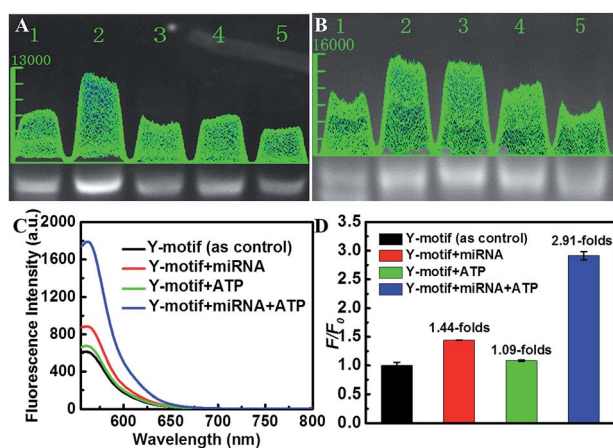 A
1 2 3 4 5
13000
B
1 2 3 4 5
16000
C
Fluorescence Intensity (a.u.)
2000
1600
1200
800
400
0
Y-motif (as control)
Y-motif+miRNA
Y-motif+ATP
Y-motif+miRNA+ATP
600 650 700 750 800
Wavelength (nm)
D
F/F0
3.5
3.0
2.5
2.0
1.5
1.0
0.5
0.0
Y-motif (as control)
Y-motif+miRNA
Y-motif+ATP
Y-motif+miRNA+ATP
1.44-folds
1.09-folds
2.91-folds